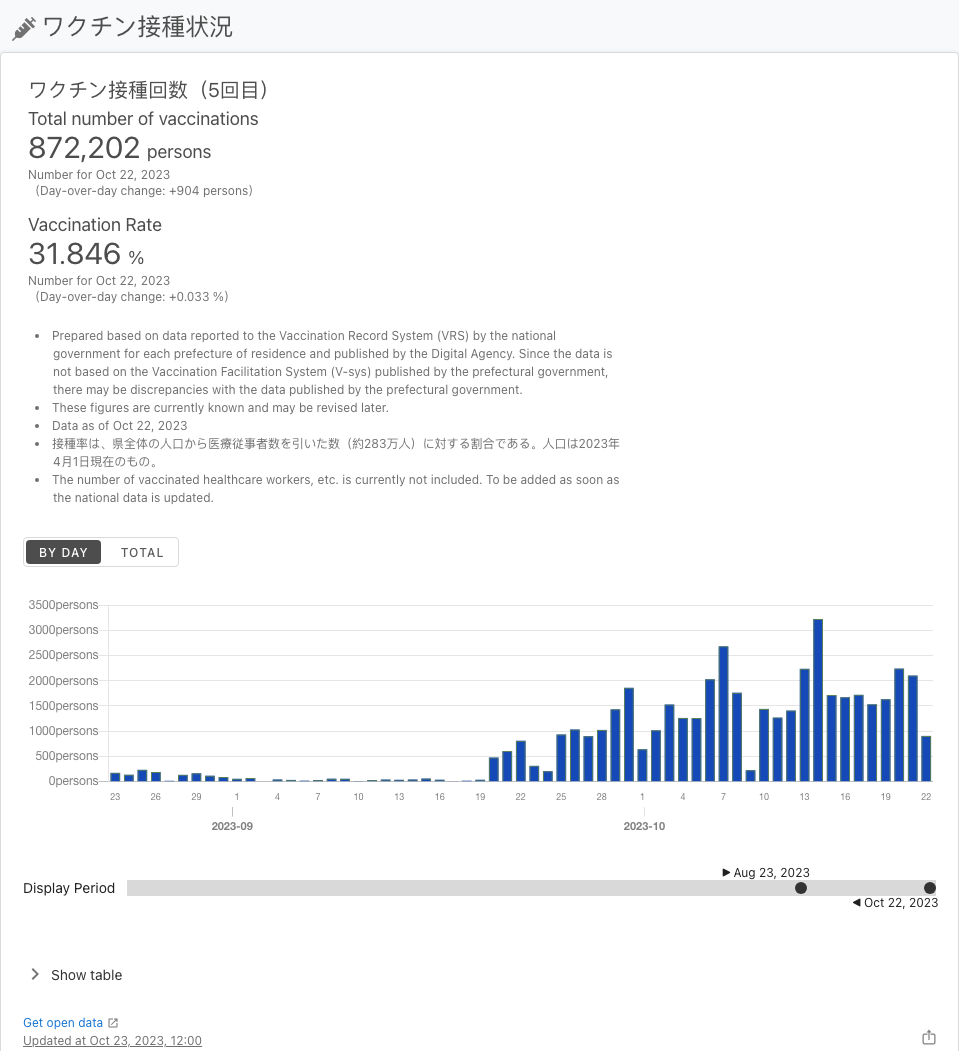 ワクチン接種状況
ワクチン接種回数（5回目）
Total number of vaccinations
872,202 persons
Number for Oct 22, 2023
（Day-over-day change: +904 persons）
Vaccination Rate
31.846 %
Number for Oct 22, 2023
（Day-over-day change: +0.033 %）
• Prepared based on data reported to the Vaccination Record System (VRS) by the national
government for each prefecture of residence and published by the Digital Agency. Since the data is
not based on the Vaccination Facilitation System (V-sys) published by the prefectural government,
there may be discrepancies with the data published by the prefectural government.
• These figures are currently known and may be revised later.
• Data as of Oct 22, 2023
• 接種率は、県全体の人口から医療従事者数を引いた数（約283万人）に対する割合である。人口は2023年
4月1日現在のもの。
• The number of vaccinated healthcare workers, etc. is currently not included. To be added as soon as
the national data is updated.
BY DAY TOTAL
3500persons
3000persons
2500persons
2000persons
1500persons
1000persons
500persons
0persons
23 26 29 1 4 7 10 13 16 19 22 25 28 1 4 7 10 13 16 19 22
2023-09 2023-10
Aug 23, 2023
Display Period
Oct 22, 2023
Show table
Get open data
Updated at Oct 23, 2023, 12:00